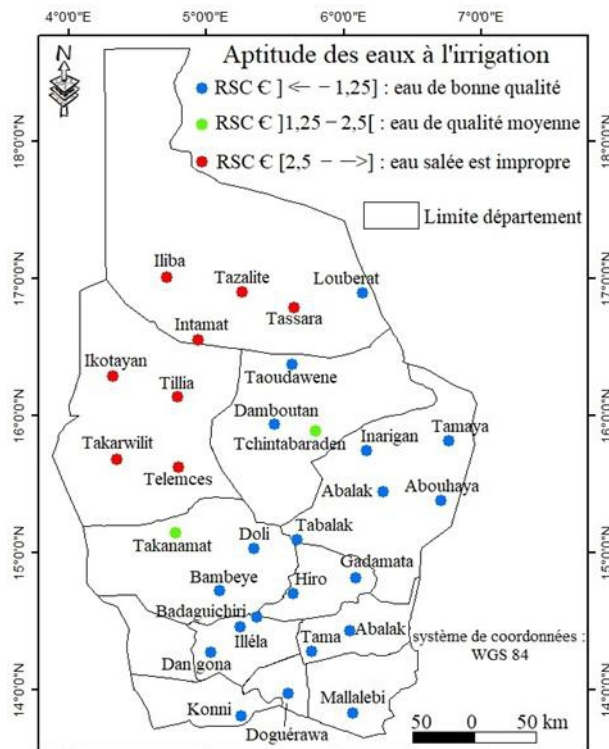 4°0'0"E
5°0'0"E
6°0'0"E
7°0'0"E
N
Aptitude des eaux à l'irrigation
RSC Є ] <- - 1,25] : eau de bonne qualité
RSC Є ]1,25 - 2,5[ : eau de qualité moyenne
RSC Є [2,5 - ->] : eau salée est impropre
Limite département
18°0'0"N
18°0'0"N
Iliba
Tazalite
Louberat
17°0'0"N
17°0'0"N
Tassara
Intamat
Ikotayan
Taoudawene
Tillia
Damboutan
16°0'0"N
16°0'0"N
Tchintabaraden
Inarigan
Tamaya
Takarwilit
Telemces
Abalak
Abouhaya
Takanamat
Doli
Tabalak
15°0'0"N
15°0'0"N
Gadamata
Bambeye
Hiro
Badaguichiri
Illéla
Tama
Abalak
système de coordonnées :
WGS 84
Dan gona
14°0'0"N
14°0'0"N
Konni
Mallalebi
Doguérawa
50
0
50 km